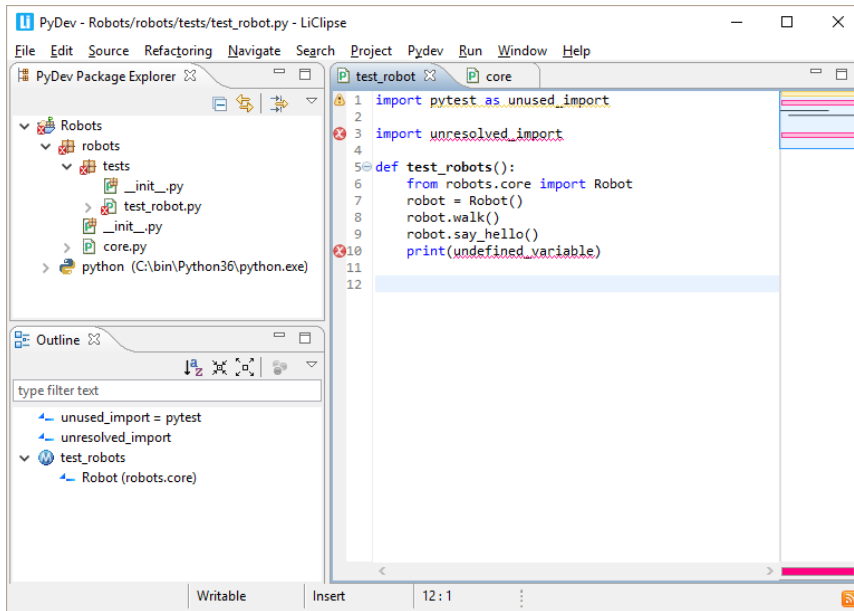 PyDev - Robots/robots/tests/test_robot.py - LiClipse
File Edit Source Refactoring Navigate Search Project Pydev Run Window Help
PyDev Package Explorer
Robots
robots
tests
__init__.py
test_robot.py
__init__.py
core.py
python (C:\bin\Python36\python.exe)
Outline
type filter text
unused_import = pytest
unresolved_import
test_robots
Robot (robots.core)
test_robot core
1 import pytest as unused_import
2
3 import unresolved_import
4
5 def test_robots():
6 from robots.core import Robot
7 robot = Robot()
8 robot.walk()
9 robot.say_hello()
10 print(undefined_variable)
11
12
Writable Insert 12 : 1